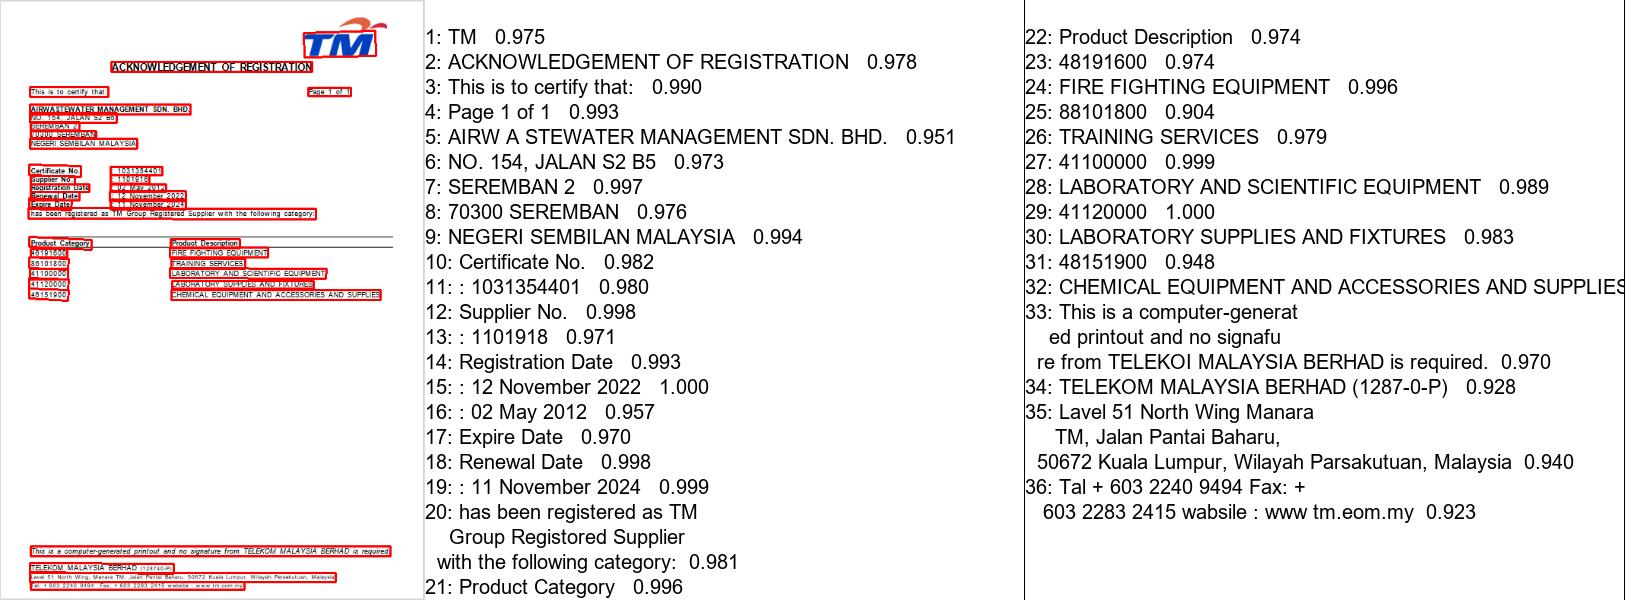 TM
ACKNOWLEDGEMENT OF REGISTRATION
This is to certify that:
Page 1 of 1
AIRWASTEWATER MANAGEMENT SDN. BHD.
NO. 154, JALAN S2 B5
SEREMBAN 2
70300 SEREMBAN
NEGERI SEMBILAN MALAYSIA
Certificate No. : 1031354401
Supplier No. : 1101918
Registration Date : 02 May 2012
Renewal Date : 12 November 2022
Expire Date : 11 November 2024
has been registered as TM Group Registered Supplier with the following category:
Product Category Product Description
48191600 FIRE FIGHTING EQUIPMENT
86101800 TRAINING SERVICES
41100000 LABORATORY AND SCIENTIFIC EQUIPMENT
41120000 LABORATORY SUPPLIES AND FIXTURES
48151900 CHEMICAL EQUIPMENT AND ACCESSORIES AND SUPPLIES
This is a computer-generated printout and no signature from TELEKOM MALAYSIA BERHAD is required.
TELEKOM MALAYSIA BERHAD (128740-P)
Level 51 North Wing, Menara TM, Jalan Pantai Baharu, 50672 Kuala Lumpur, Wilayah Persekutuan, Malaysia
Tel: + 603 2240 9494 Fax: + 603 2283 2415 website : www.tm.com.my
1: TM 0.975
2: ACKNOWLEDGEMENT OF REGISTRATION 0.978
3: This is to certify that: 0.990
4: Page 1 of 1 0.993
5: AIRW A STEWATER MANAGEMENT SDN. BHD. 0.951
6: NO. 154, JALAN S2 B5 0.973
7: SEREMBAN 2 0.997
8: 70300 SEREMBAN 0.976
9: NEGERI SEMBILAN MALAYSIA 0.994
10: Certificate No. 0.982
11: : 1031354401 0.980
12: Supplier No. 0.998
13: : 1101918 0.971
14: Registration Date 0.993
15: : 12 November 2022 1.000
16: : 02 May 2012 0.957
17: Expire Date 0.970
18: Renewal Date 0.998
19: : 11 November 2024 0.999
20: has been registered as TM
Group Registored Supplier
with the following category: 0.981
21: Product Category 0.996
22: Product Description 0.974
23: 48191600 0.974
24: FIRE FIGHTING EQUIPMENT 0.996
25: 88101800 0.904
26: TRAINING SERVICES 0.979
27: 41100000 0.999
28: LABORATORY AND SCIENTIFIC EQUIPMENT 0.989
29: 41120000 1.000
30: LABORATORY SUPPLIES AND FIXTURES 0.983
31: 48151900 0.948
32: CHEMICAL EQUIPMENT AND ACCESSORIES AND SUPPLIES
33: This is a computer-generat
ed printout and no signafu
re from TELEKOI MALAYSIA BERHAD is required. 0.970
34: TELEKOM MALAYSIA BERHAD (1287-0-P) 0.928
35: Lavel 51 North Wing Manara
TM, Jalan Pantai Baharu,
50672 Kuala Lumpur, Wilayah Parsakutuan, Malaysia 0.940
36: Tal + 603 2240 9494 Fax: +
603 2283 2415 wabsile : www tm.eom.my 0.923